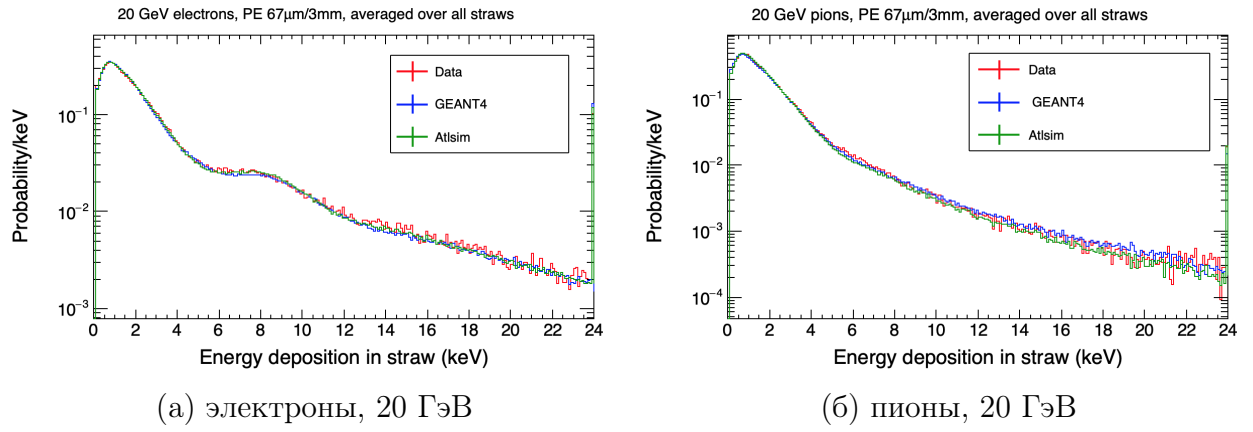 20 GeV electrons, PE 67μm/3mm, averaged over all straws
Probability/keV
10⁻¹
10⁻²
10⁻³
Data
GEANT4
Atlsim
0 2 4 6 8 10 12 14 16 18 20 22 24
Energy deposition in straw (keV)
(а) электроны, 20 ГэВ
20 GeV pions, PE 67μm/3mm, averaged over all straws
Probability/keV
10⁻¹
10⁻²
10⁻³
10⁻⁴
Data
GEANT4
Atlsim
0 2 4 6 8 10 12 14 16 18 20 22 24
Energy deposition in straw (keV)
(б) пионы, 20 ГэВ